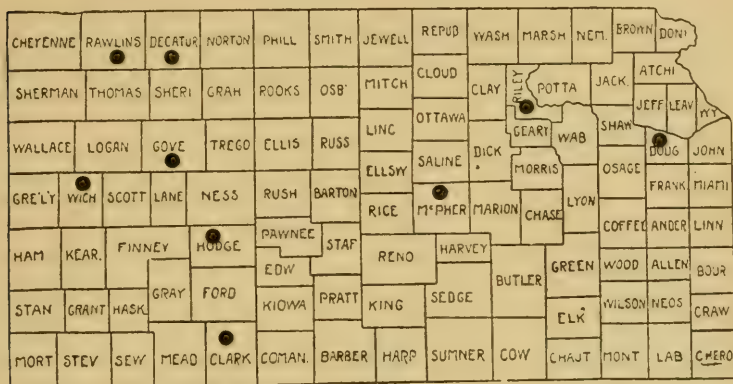 CHEYENNE RAWLINS DECATUR NORTON PHILL SMITH JEWELL REPUB WASH MARSH NEM. BROWN DONI
SHERMAN THOMAS SHERI GRAH ROOKS OSB' MITCH CLOUD CLAY RILEY POTTA JACK. ATCHI
JEFF LEAV WY
WALLACE LOGAN GOVE TREGO ELLIS RUSS LINC OTTAWA DICK GEARY WAB SHAW DOUG JOHN
ELLSW SALINE MORRIS OSAGE FRANK MIAMI
GRE'L'Y WICH SCOTT LANE NESS RUSH BARTON RICE McPHER MARION CHASE LYON COFFEE ANDER LINN
HAM KEAR. FINNEY HODGE PAWNEE STAF RENO HARVEY
EDW BUTLER GREEN WOOD ALLEN BOUR
STAN GRANT HASK. GRAY FORD KIOWA PRATT KING SEDGE ELK WILSON NEOS CRAW
MORT STEV SEW MEAD CLARK COMAN. BARBER HARP SUMNER COW CHAUT MONT LAB CHERO